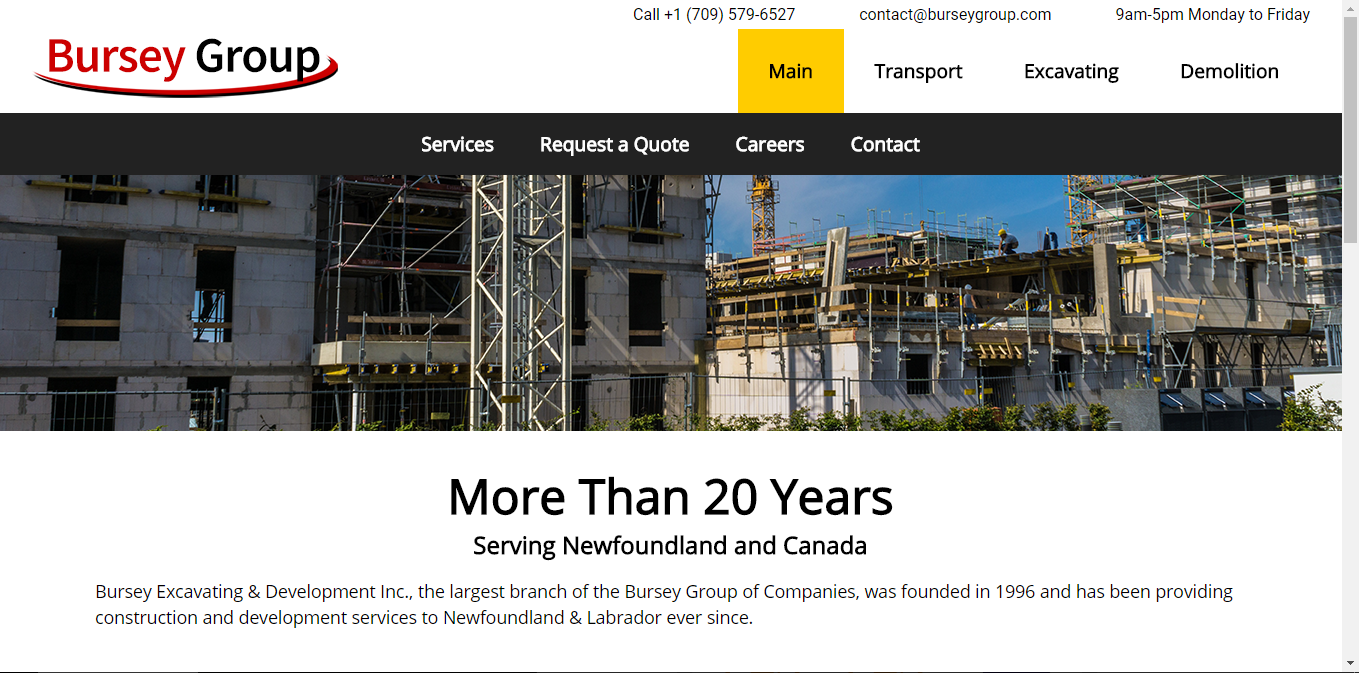 Call +1 (709) 579-6527 contact@burseygroup.com 9am-5pm Monday to Friday
Bursey Group
Main Transport Excavating Demolition
Services Request a Quote Careers Contact
More Than 20 Years
Serving Newfoundland and Canada
Bursey Excavating & Development Inc., the largest branch of the Bursey Group of Companies, was founded in 1996 and has been providing
construction and development services to Newfoundland & Labrador ever since.